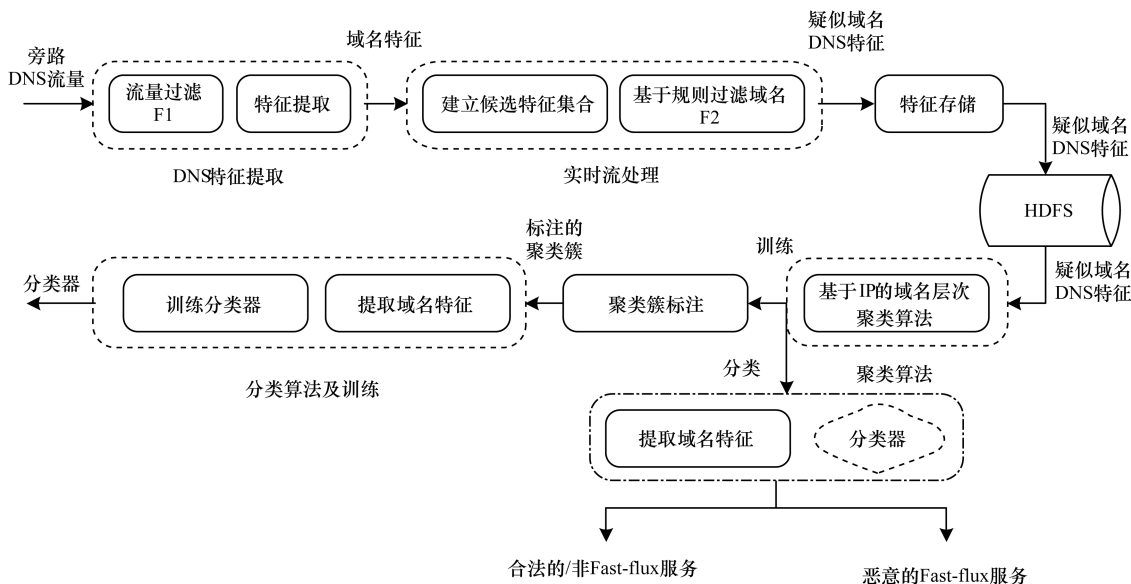 旁路
DNS流量
流量过滤
F1
特征提取
DNS特征提取
域名特征
建立候选特征集合
基于规则过滤域名
F2
实时流处理
疑似域名
DNS特征
特征存储
疑似域名
DNS特征
HDFS
疑似域名
DNS特征
基于IP的域名层次
聚类算法
聚类算法
训练
聚类簇标注
标注的
聚类簇
提取域名特征
训练分类器
分类算法及训练
分类器
分类
提取域名特征
分类器
合法的/非Fast-flux服务
恶意的Fast-flux服务